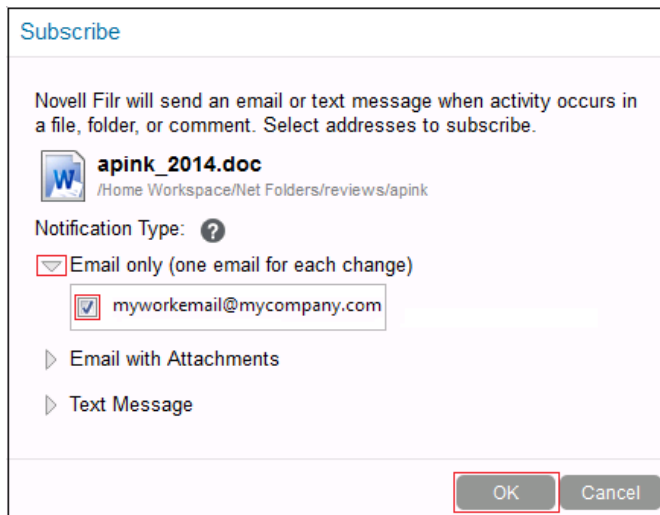 Subscribe
Novell Filr will send an email or text message when activity occurs in
a file, folder, or comment. Select addresses to subscribe.
W
apink_2014.doc
/Home Workspace/Net Folders/reviews/apink
Notification Type: ?
Email only (one email for each change)
myworkemail@mycompany.com
Email with Attachments
Text Message
OK Cancel